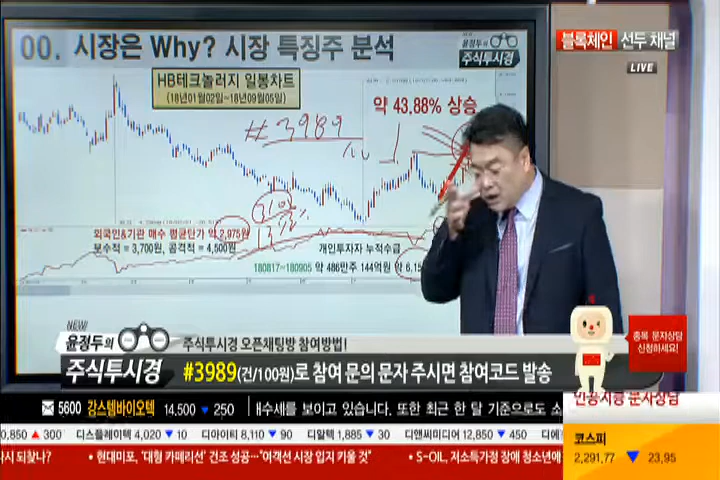 00. 시장은 Why? 시장 특징주 분석
윤정두의
주식투시경
블록체인 선두 채널
LIVE
HB테크놀러지 일봉차트
('18년01월02일~'18년09월05일)
약 43.88% 상승
#3989
외국인&기관 매수 평균단가 약 2,975원
보수적 = 3,700원, 공격적 = 4,500원
개인투자자 누적수급
180817~180905 약 486만주 144억원
NEW!
윤정두의
주식투시경
주식투시경 오픈채팅방 참여방법!
#3989(건/100원)로 참여 문의 문자 주시면 참여코드 발송
종목 문자상담
신청하세요!
5600 강스템바이오텍 14,500 ▼ 250
매수세를 보이고 있습니다. 또한 최근 한 달 기준으로도
0,850 ▲ 300 디스플레이텍 4,020 ▼ 10 디아이티 8,110 ▼ 90 디알텍 1,885 ▼ 30 디앤씨미디어 12,850 ▼ 450
코스피
2,291.77 ▼ 23.95
• 현대미포, '대형 카페리선' 건조 성공…"여객선 시장 입지 키울 것" • S-OIL, 저소득가정 장애 청소년에